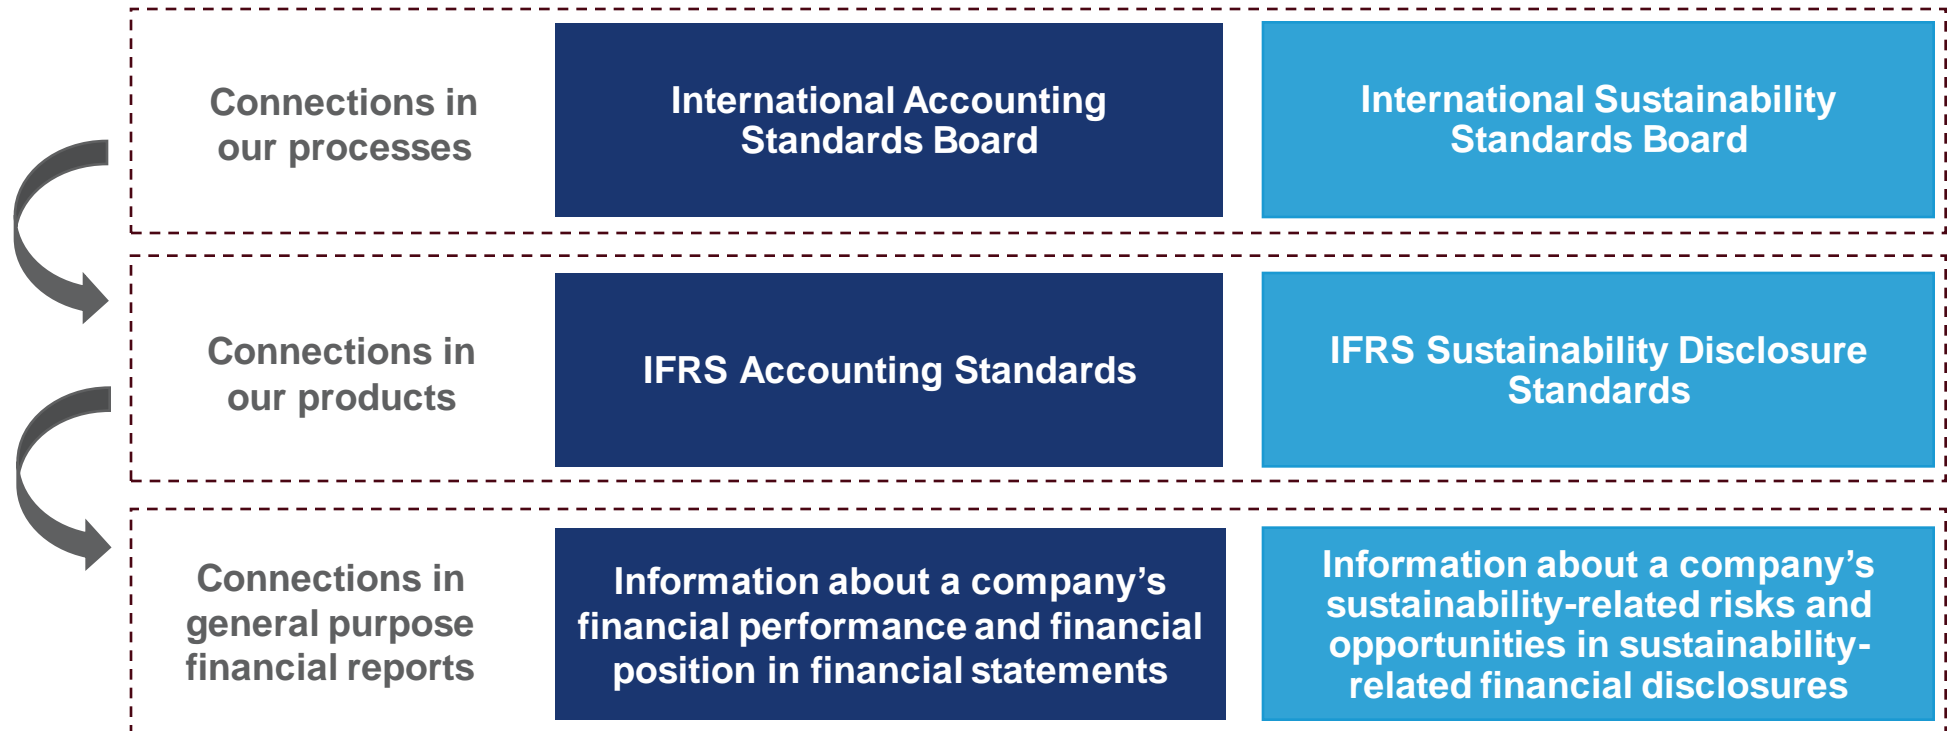 Connections in
our processes
International Accounting
Standards Board
International Sustainability
Standards Board
Connections in
our products
IFRS Accounting Standards
IFRS Sustainability Disclosure
Standards
Connections in
general purpose
financial reports
Information about a company’s
financial performance and financial
position in financial statements
Information about a company’s
sustainability-related risks and
opportunities in sustainability-
related financial disclosures